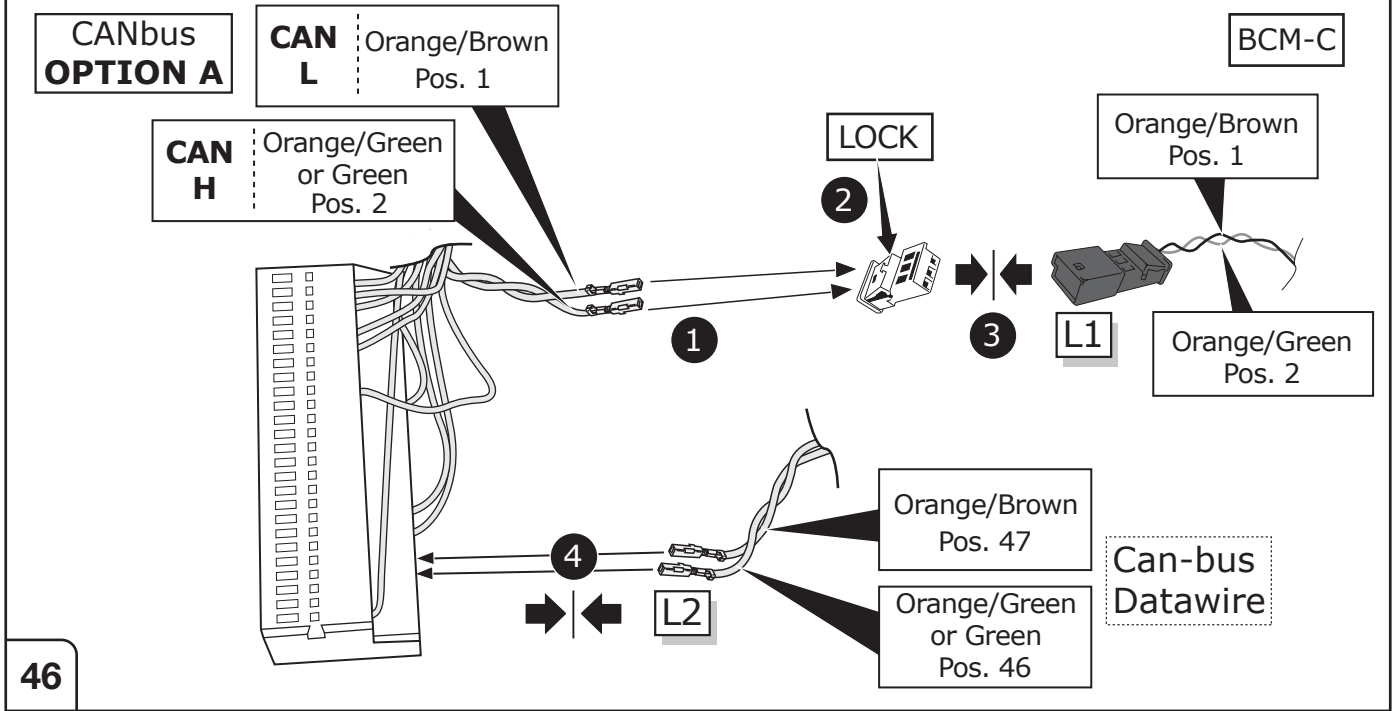 CANbus
OPTION A
CAN
L
Orange/Brown
Pos. 1
CAN
H
Orange/Green
or Green
Pos. 2
BCM-C
LOCK
2
Orange/Brown
Pos. 1
1
3
L1
Orange/Green
Pos. 2
4
L2
Orange/Brown
Pos. 47
Orange/Green
or Green
Pos. 46
Can-bus
Datawire
46